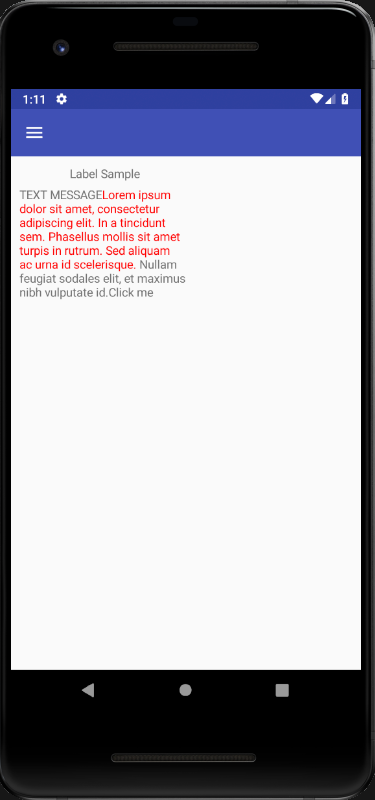 1:11
Label Sample
TEXT MESSAGELorem ipsum
dolor sit amet, consectetur
adipiscing elit. In a tincidunt
sem. Phasellus mollis sit amet
turpis in rutrum. Sed aliquam
ac urna id scelerisque. Nullam
feugiat sodales elit, et maximus
nibh vulputate id.Click me